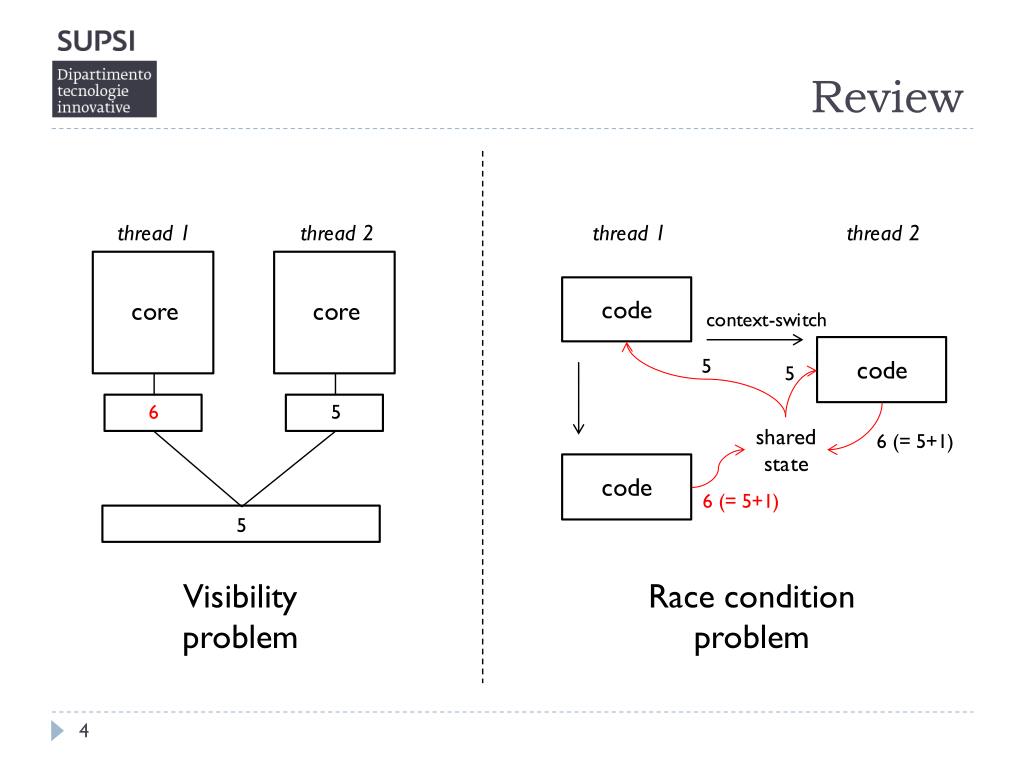 SUPSI
Dipartimento
tecnologie
innovative
Review
thread 1
thread 2
core
core
6
5
5
Visibility
problem
thread 1
thread 2
code
context-switch
code
5
5
shared
state
6 (= 5+1)
code
6 (= 5+1)
Race condition
problem
4